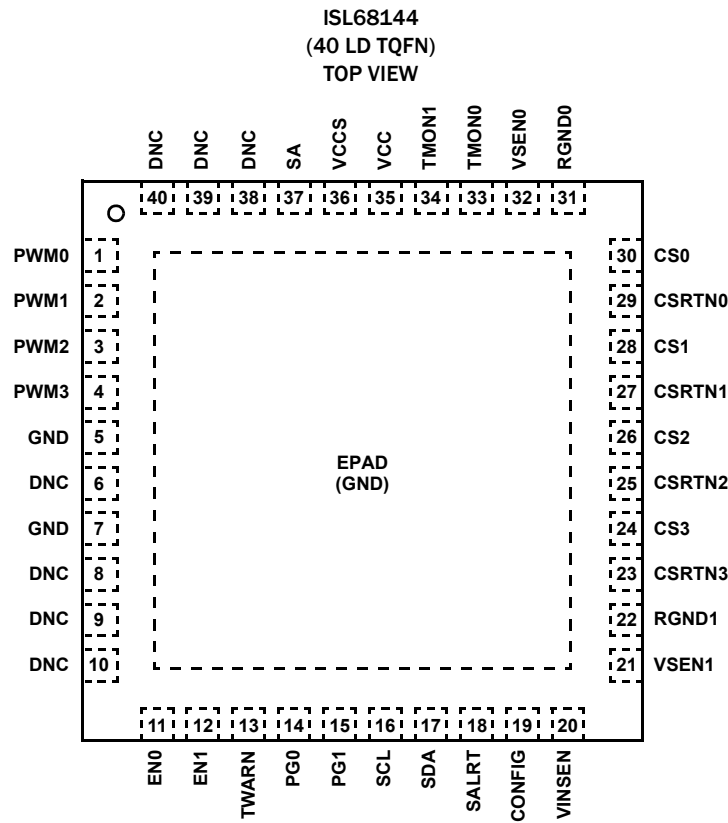 ISL68144
(40 LD TQFN)
TOP VIEW
DNC DNC DNC SA VCCS VCC TMON1 TMON0 VSEN0 RGND0
40 39 38 37 36 35 34 33 32 31
PWM0 1 30 CS0
PWM1 2 29 CSRTN0
PWM2 3 28 CS1
PWM3 4 27 CSRTN1
GND 5 26 CS2
EPAD
(GND)
DNC 6 25 CSRTN2
GND 7 24 CS3
DNC 8 23 CSRTN3
DNC 9 22 RGND1
DNC 10 21 VSEN1
11 12 13 14 15 16 17 18 19 20
EN0 EN1 TWARN PG0 PG1 SCL SDA SALRT CONFIG VINSEN